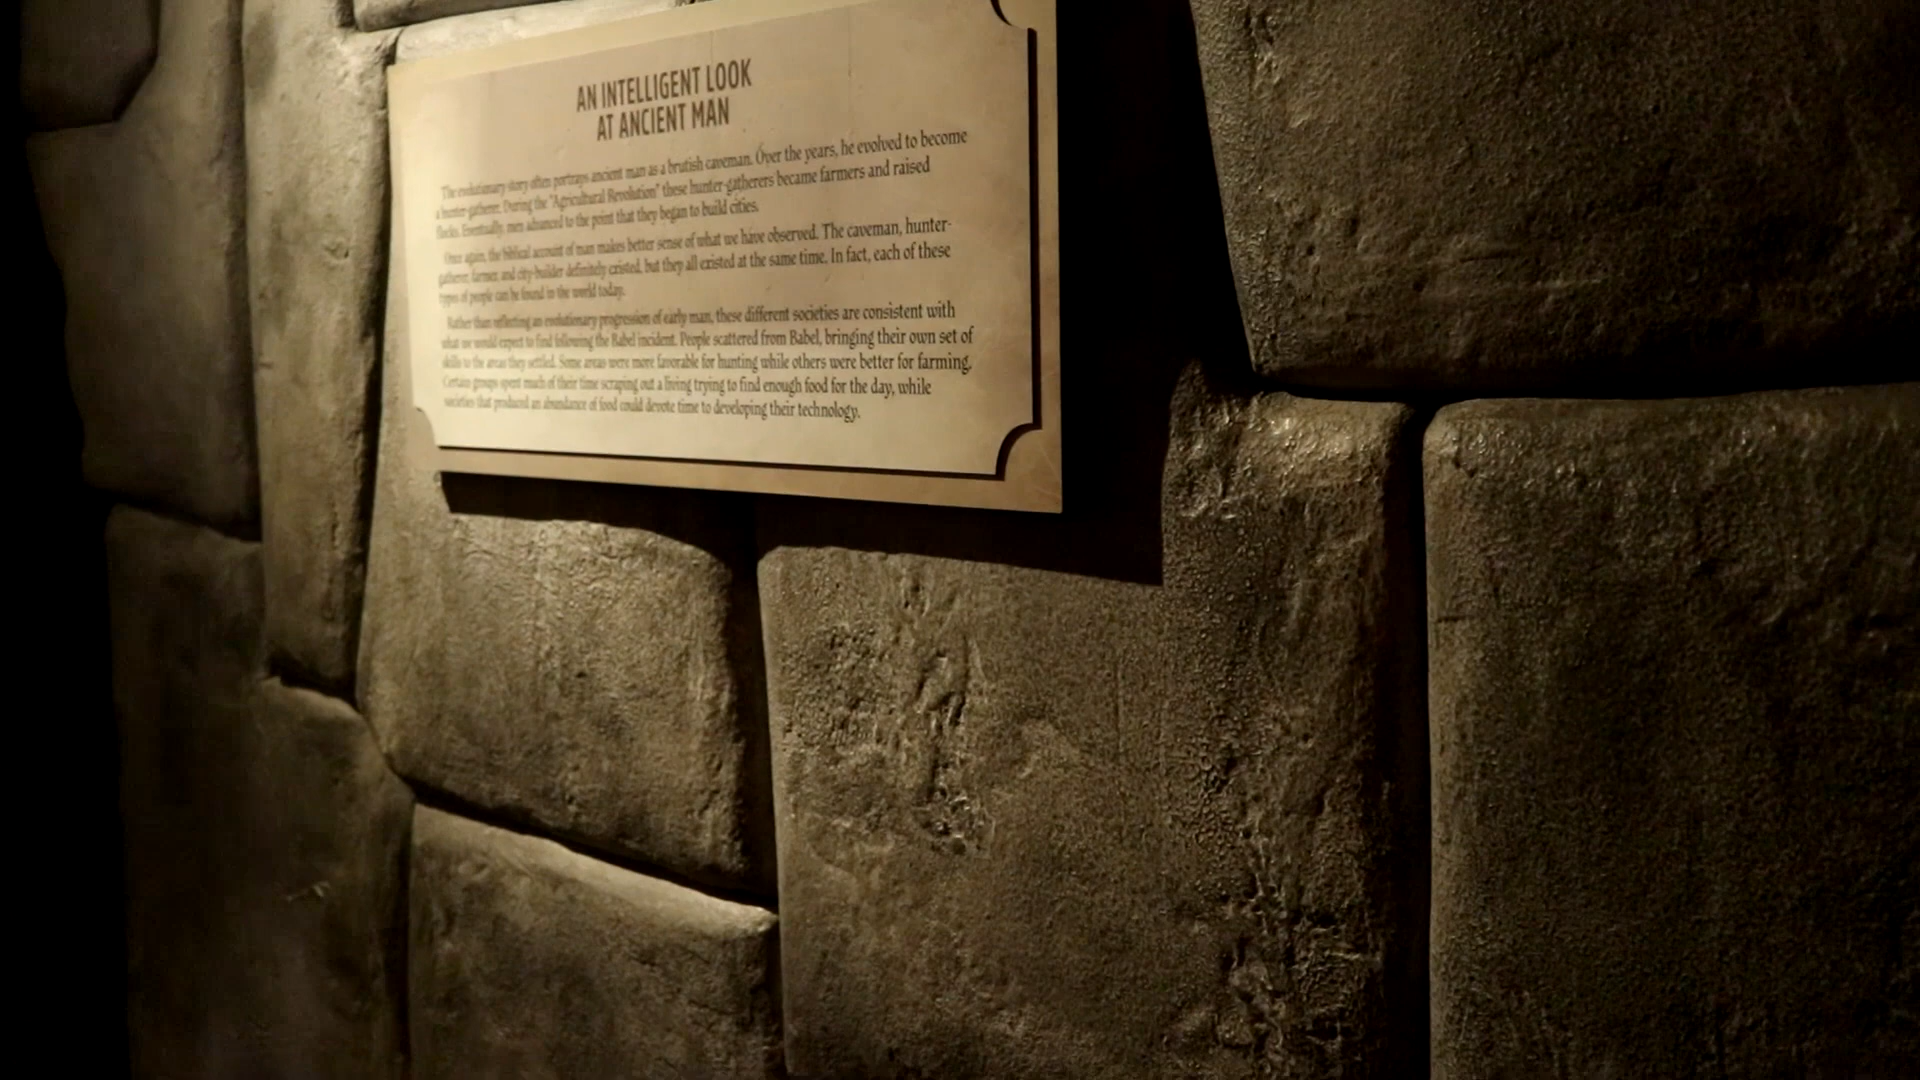 AN INTELLIGENT LOOK
AT ANCIENT MAN
The evolutionary story often portrays ancient man as a brutish caveman. Over the years, he evolved to become
a hunter-gatherer. During the "Agricultural Revolution" these hunter-gatherers became farmers and raised
flocks. Eventually, men advanced to the point that they began to build cities.
Once again, the biblical account of man makes better sense of what we have observed. The caveman, hunter-
gatherer, farmer, and city-builder definitely existed, but they all existed at the same time. In fact, each of these
types of people can be found in the world today.
Rather than reflecting an evolutionary progression of early man, these different societies are consistent with
what we would expect to find following the Babel incident. People scattered from Babel, bringing their own set of
skills to the areas they settled. Some areas were more favorable for hunting while others were better for farming.
Certain groups spent much of their time scraping out a living trying to find enough food for the day, while
societies that produced an abundance of food could devote time to developing their technology.